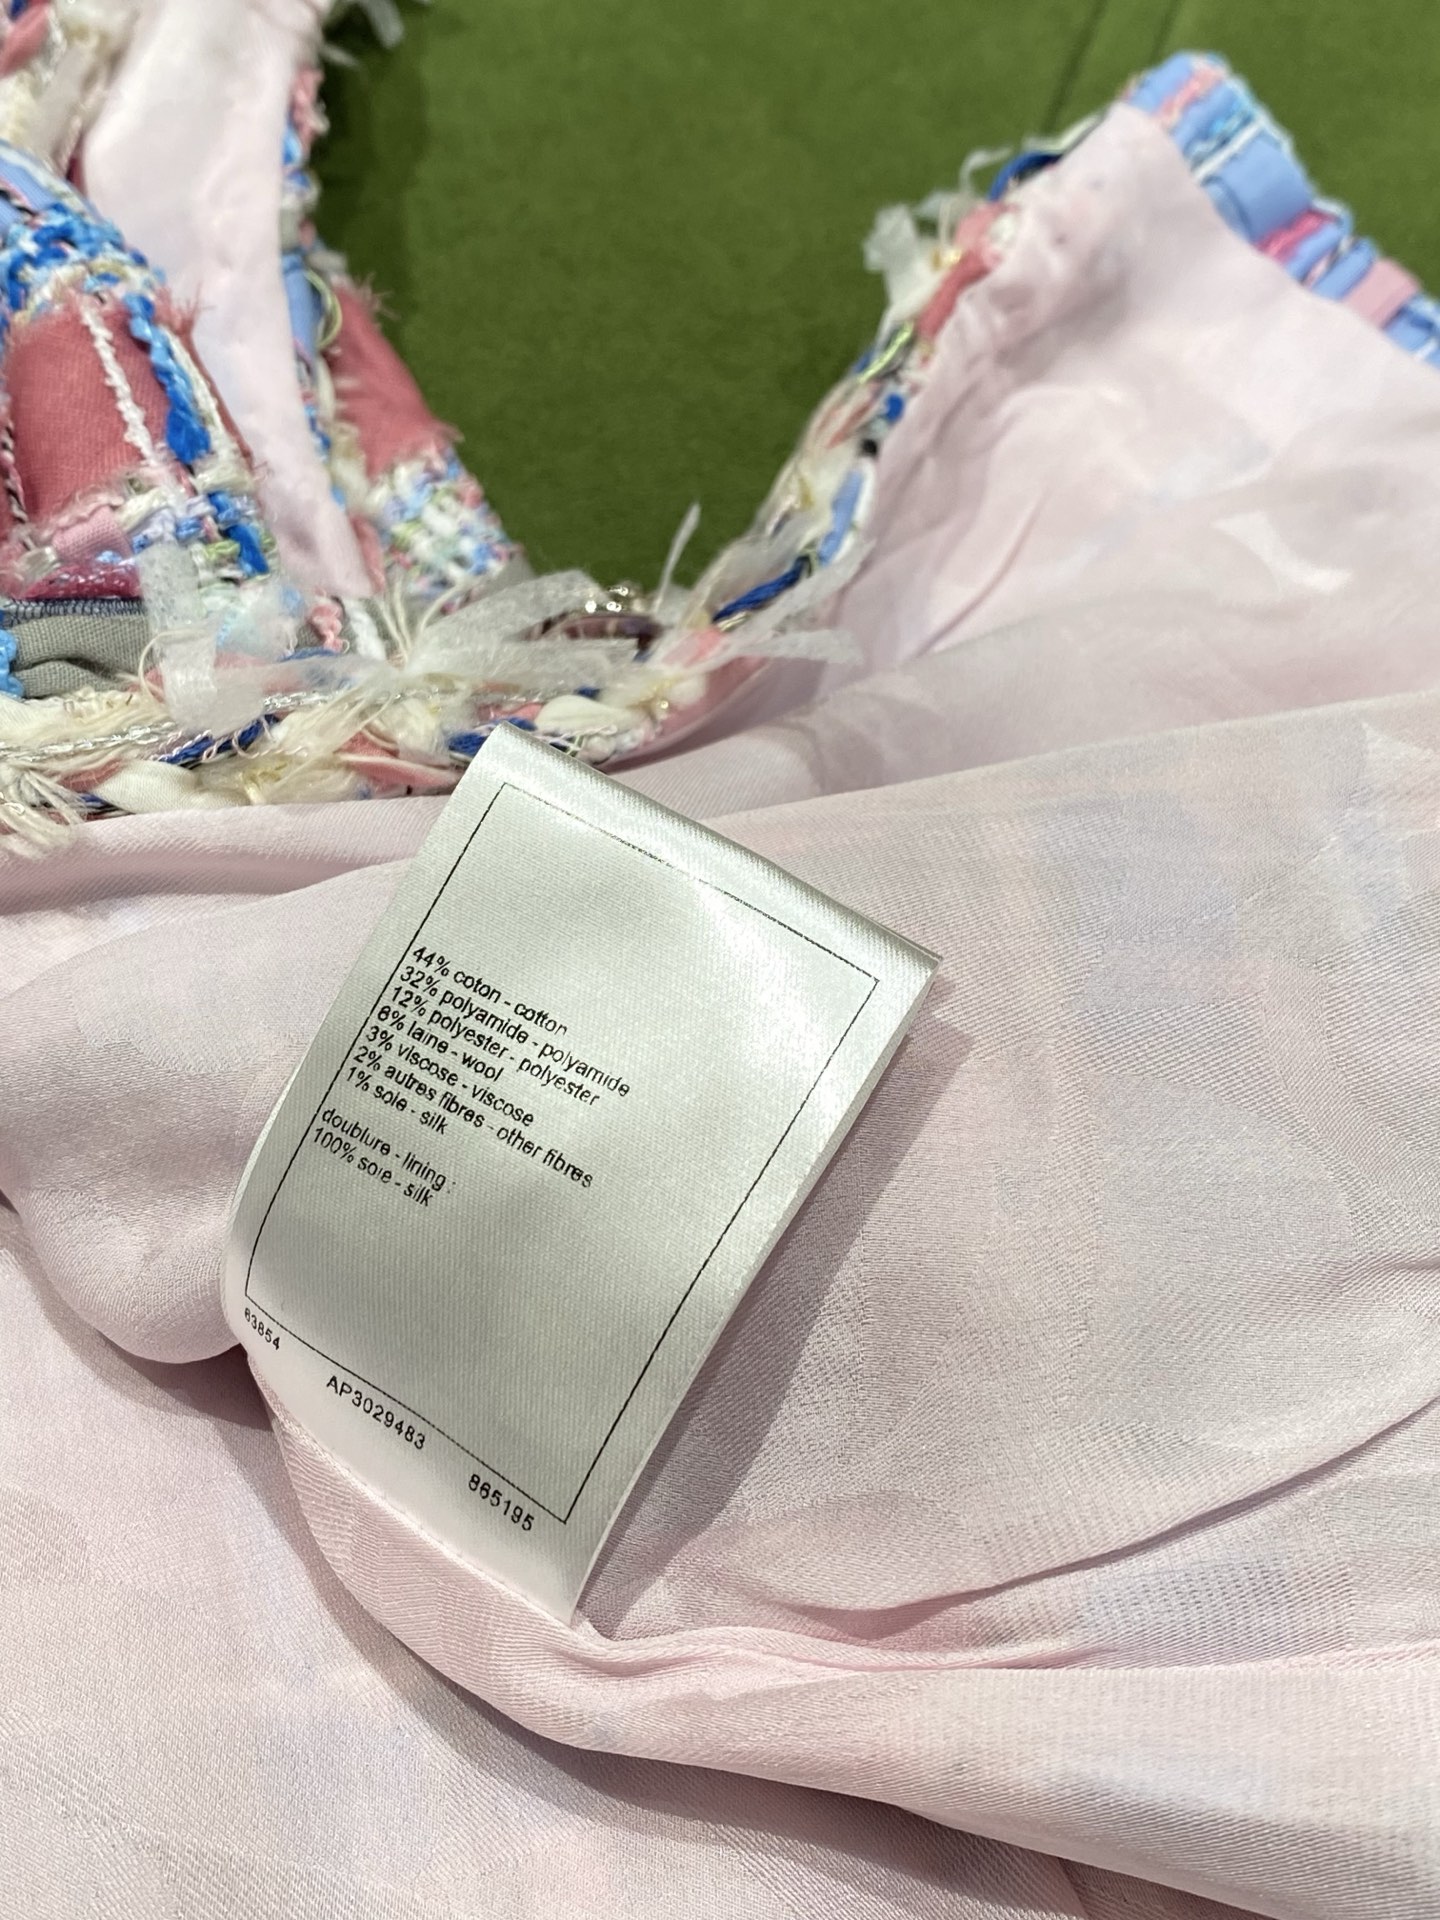 44% coton - cotton
32% polyamide - polyamide
12% polyester - polyester
6% laine - wool
3% viscose - viscose
2% autres fibres - other fibres
1% soie - silk
doublure - lining :
100% soie - silk
63854
AP3029483
865195